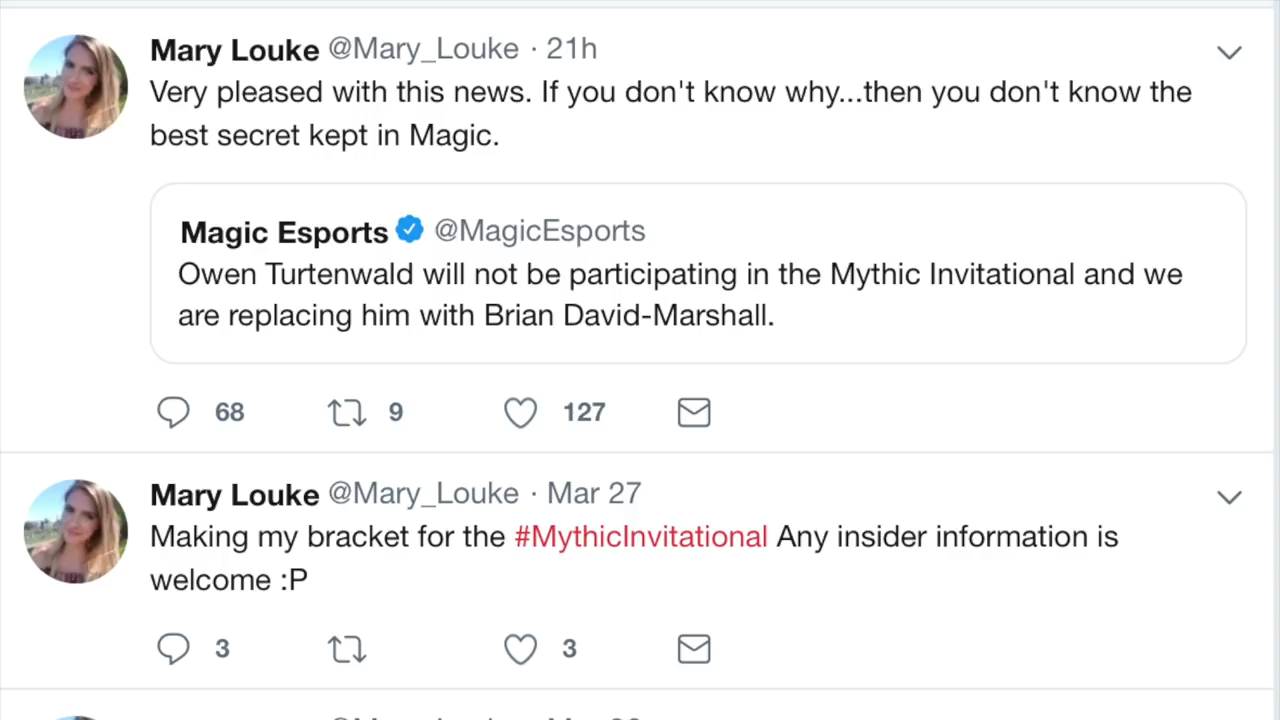 Mary Louke @Mary_Louke · 21h
Very pleased with this news. If you don't know why...then you don't know the
best secret kept in Magic.
Magic Esports @MagicEsports
Owen Turtenwald will not be participating in the Mythic Invitational and we
are replacing him with Brian David-Marshall.
68 9 127
Mary Louke @Mary_Louke · Mar 27
Making my bracket for the #MythicInvitational Any insider information is
welcome :P
3 3